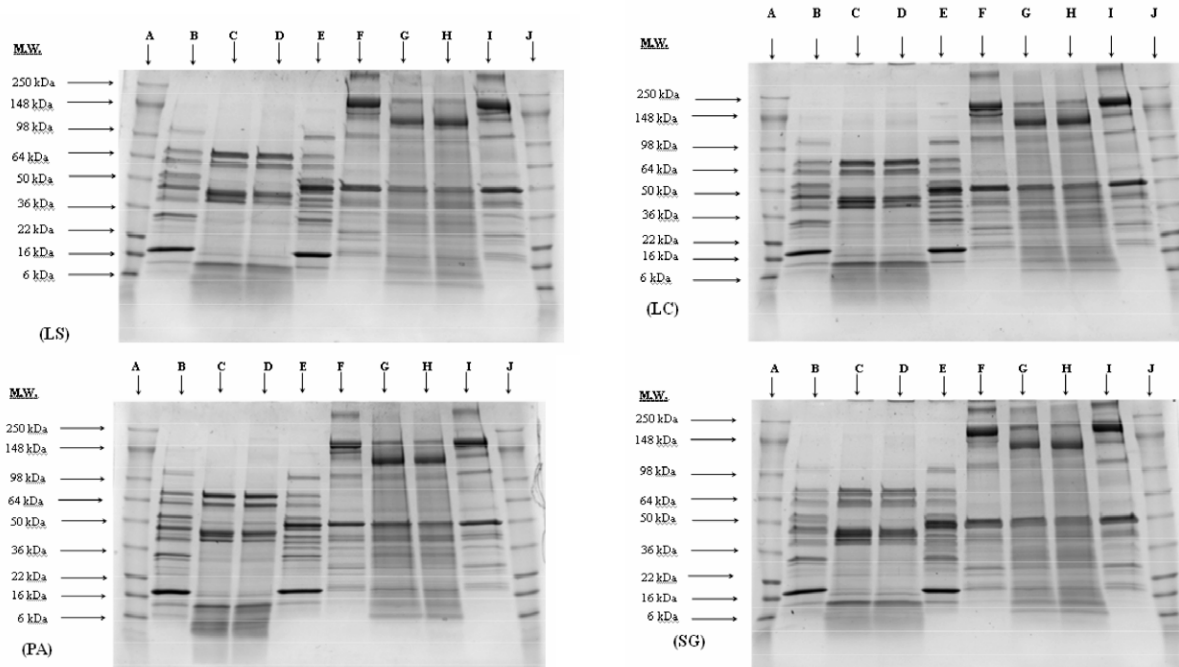 A B C D E F G H I J
M.W.
250 kDa
148 kDa
98 kDa
64 kDa
50 kDa
36 kDa
22 kDa
16 kDa
6 kDa
(LS)
A B C D E F G H I J
M.W.
250 kDa
148 kDa
98 kDa
64 kDa
50 kDa
36 kDa
22 kDa
16 kDa
6 kDa
(LC)
A B C D E F G H I J
M.W.
250 kDa
148 kDa
98 kDa
64 kDa
50 kDa
36 kDa
22 kDa
16 kDa
6 kDa
(PA)
A B C D E F G H I J
M.W.
250 kDa
148 kDa
98 kDa
64 kDa
50 kDa
36 kDa
22 kDa
16 kDa
6 kDa
(SG)